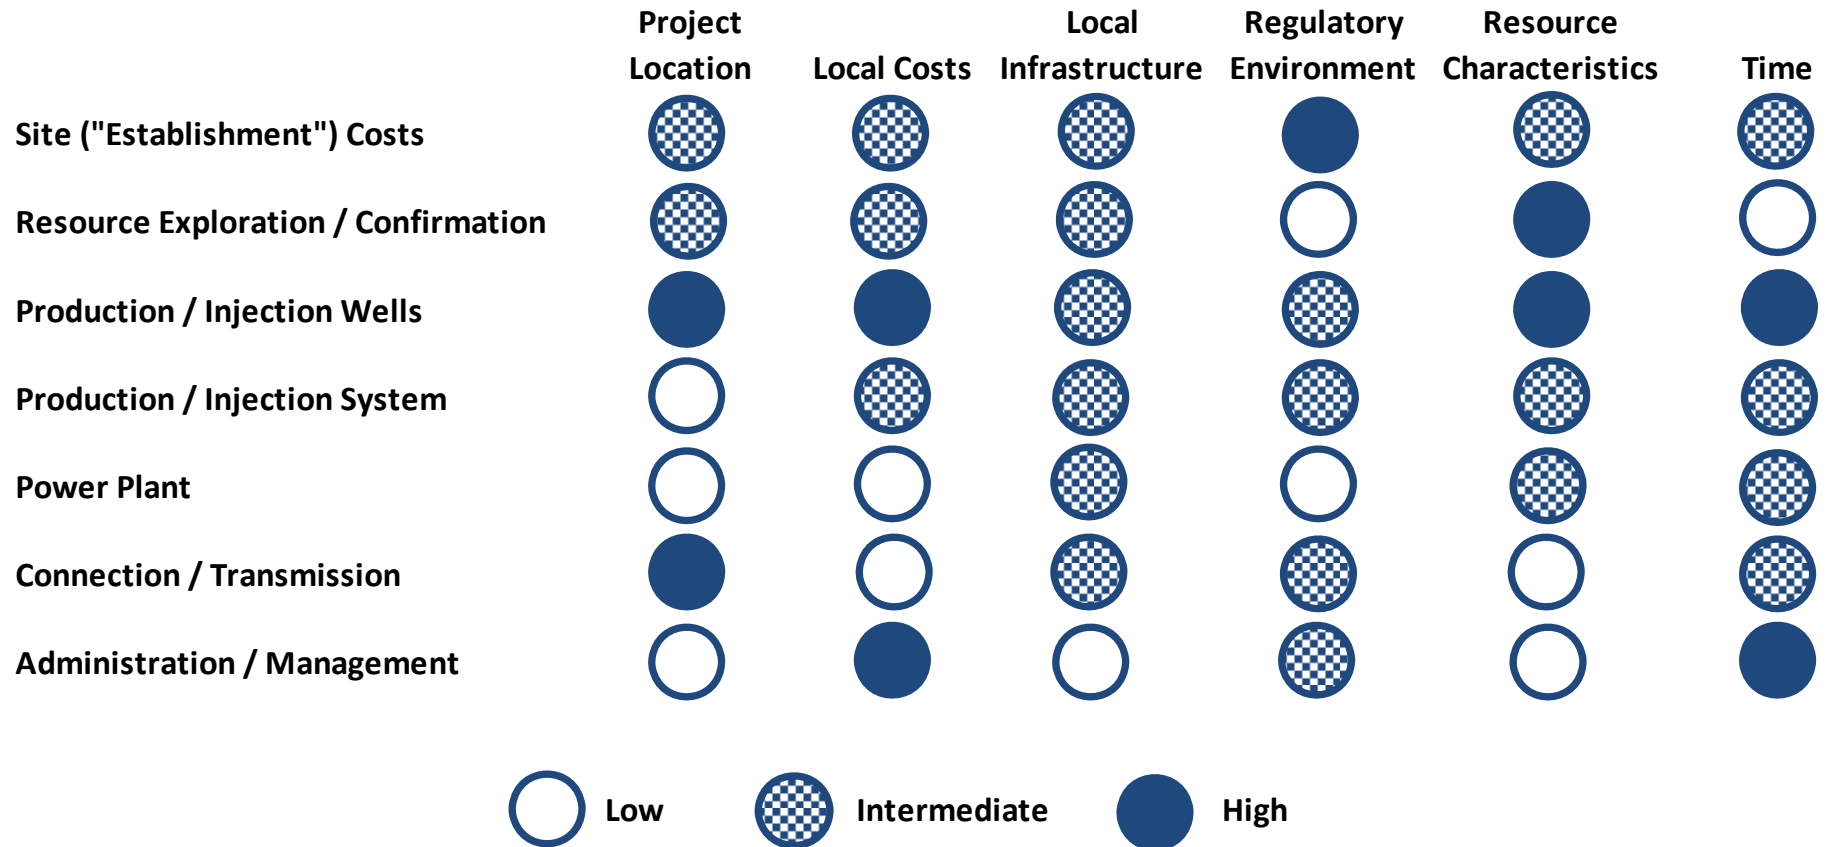 Project Local Regulatory Resource
Location Local Costs Infrastructure Environment Characteristics Time
Site ("Establishment") Costs
Resource Exploration / Confirmation
Production / Injection Wells
Production / Injection System
Power Plant
Connection / Transmission
Administration / Management
Low Intermediate High